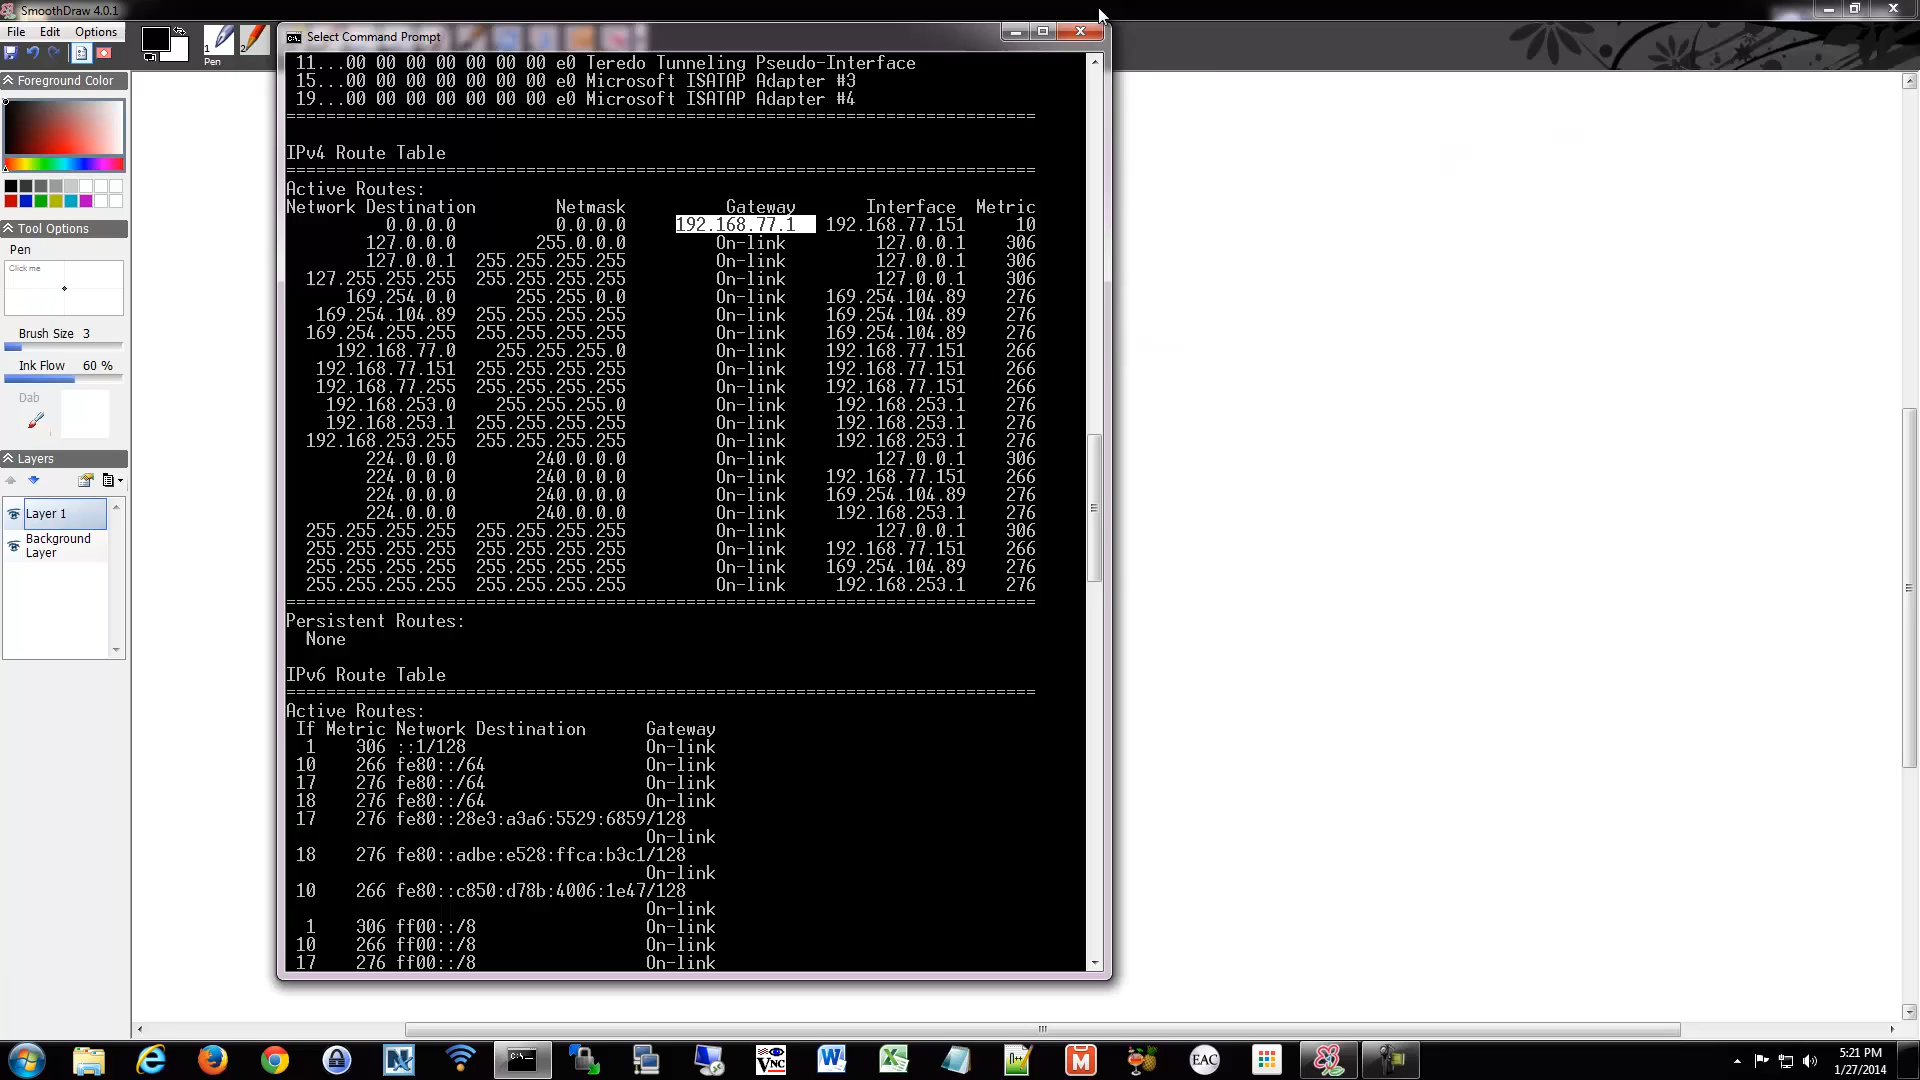 SmoothDraw 4.0.1
File Edit Options
1
Pen
2
Foreground Color
Tool Options
Pen
Click me
Brush Size 3
Ink Flow 60 %
Dab
Layers
Layer 1
Background
Layer
Select Command Prompt
11...00 00 00 00 00 00 00 e0 Teredo Tunneling Pseudo-Interface
15...00 00 00 00 00 00 00 e0 Microsoft ISATAP Adapter #3
19...00 00 00 00 00 00 00 e0 Microsoft ISATAP Adapter #4
===========================================================================
IPv4 Route Table
===========================================================================
Active Routes:
Network Destination Netmask Gateway Interface Metric
0.0.0.0 0.0.0.0 192.168.77.1 192.168.77.151 10
127.0.0.0 255.0.0.0 On-link 127.0.0.1 306
127.0.0.1 255.255.255.255 On-link 127.0.0.1 306
127.255.255.255 255.255.255.255 On-link 127.0.0.1 306
169.254.0.0 255.255.0.0 On-link 169.254.104.89 276
169.254.104.89 255.255.255.255 On-link 169.254.104.89 276
169.254.255.255 255.255.255.255 On-link 169.254.104.89 276
192.168.77.0 255.255.255.0 On-link 192.168.77.151 266
192.168.77.151 255.255.255.255 On-link 192.168.77.151 266
192.168.77.255 255.255.255.255 On-link 192.168.77.151 266
192.168.253.0 255.255.255.0 On-link 192.168.253.1 276
192.168.253.1 255.255.255.255 On-link 192.168.253.1 276
192.168.253.255 255.255.255.255 On-link 192.168.253.1 276
224.0.0.0 240.0.0.0 On-link 127.0.0.1 306
224.0.0.0 240.0.0.0 On-link 192.168.77.151 266
224.0.0.0 240.0.0.0 On-link 169.254.104.89 276
224.0.0.0 240.0.0.0 On-link 192.168.253.1 276
255.255.255.255 255.255.255.255 On-link 127.0.0.1 306
255.255.255.255 255.255.255.255 On-link 192.168.77.151 266
255.255.255.255 255.255.255.255 On-link 169.254.104.89 276
255.255.255.255 255.255.255.255 On-link 192.168.253.1 276
===========================================================================
Persistent Routes:
None
IPv6 Route Table
===========================================================================
Active Routes:
If Metric Network Destination Gateway
1 306 ::1/128 On-link
10 266 fe80::/64 On-link
17 276 fe80::/64 On-link
18 276 fe80::/64 On-link
17 276 fe80::28e3:a3a6:5529:6859/128
On-link
18 276 fe80::adbe:e528:ffca:b3c1/128
On-link
10 266 fe80::c850:d78b:4006:1e47/128
On-link
1 306 ff00::/8 On-link
10 266 ff00::/8 On-link
17 276 ff00::/8 On-link
VNC
EAC
5:21 PM
1/27/2014